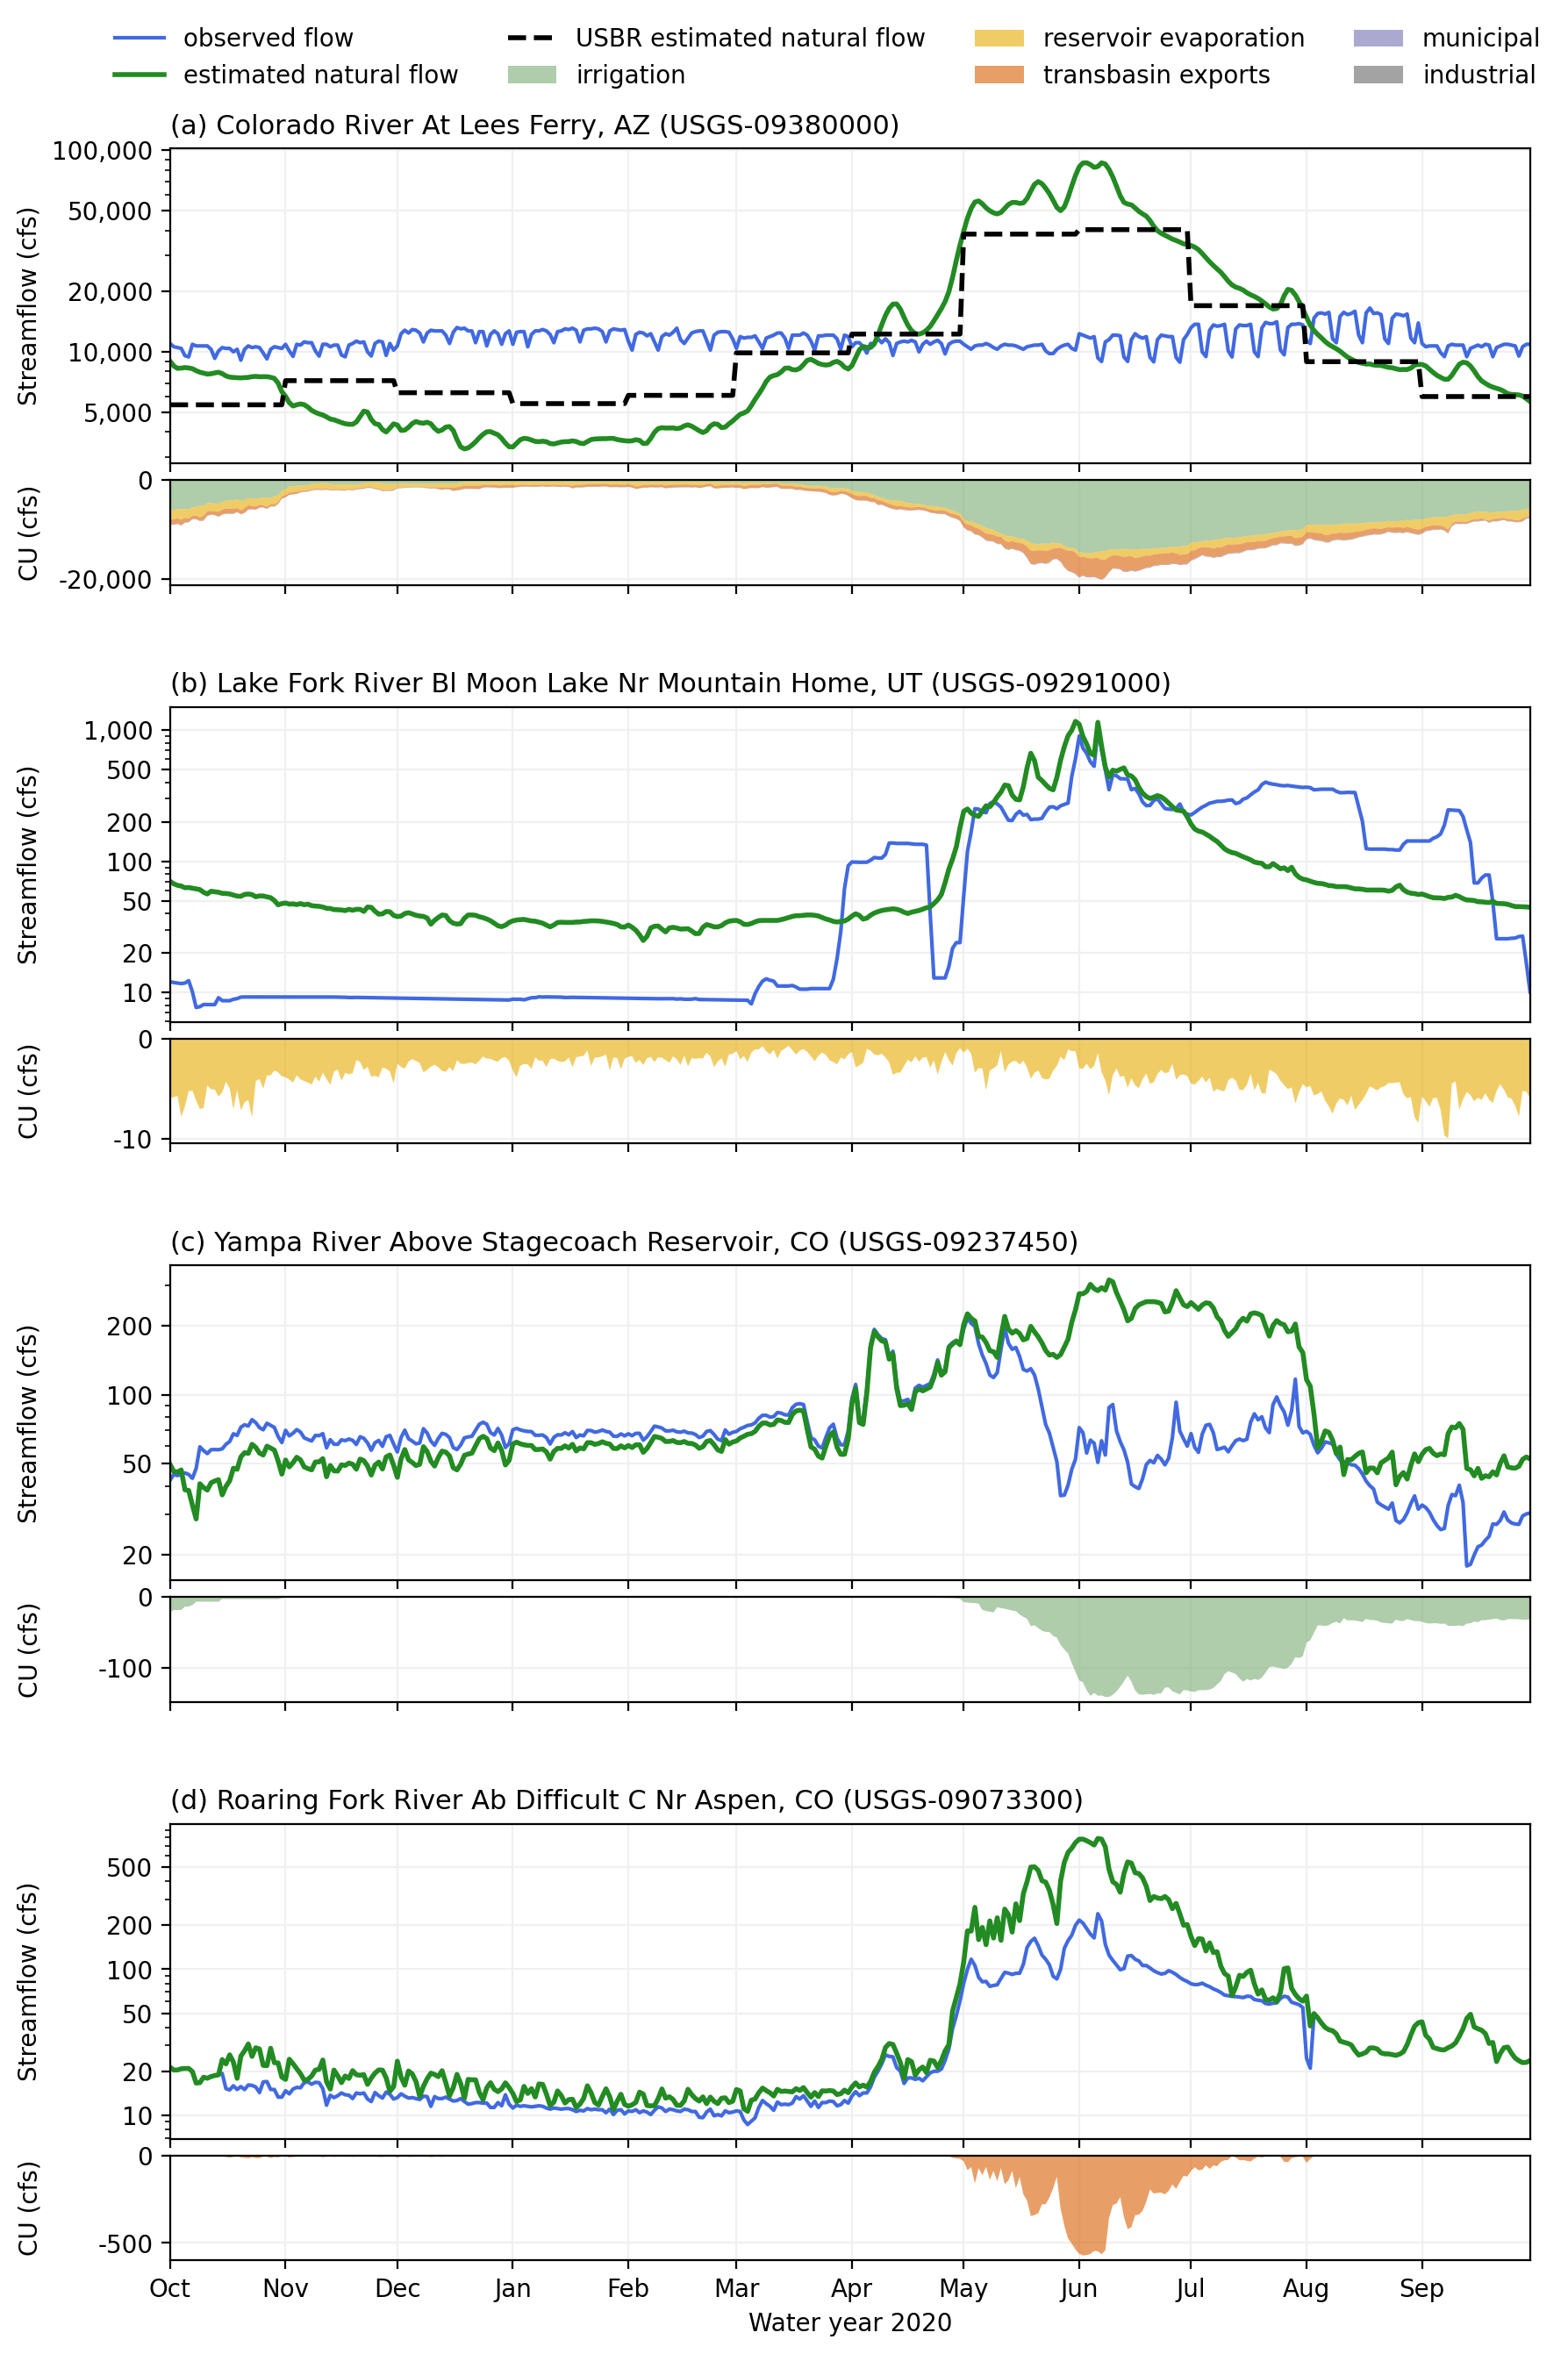 observed flow
estimated natural flow
USBR estimated natural flow
irrigation
reservoir evaporation
transbasin exports
municipal
industrial
(a) Colorado River At Lees Ferry, AZ (USGS-09380000)
Streamflow (cfs)
100,000
50,000
20,000
10,000
5,000
CU (cfs
0
-20,000
(b) Lake Fork River Bl Moon Lake Nr Mountain Home, UT (USGS-09291000)
Streamflow (cfs)
1,000
500
200
100
50
20
10
CU (cfs)
0
-10
(c) Yampa River Above Stagecoach Reservoir, CO (USGS-09237450)
Streamflow (cfs)
200
100
50
20
CU (cfs)
0
-100
(d) Roaring Fork River Ab Difficult C Nr Aspen, CO (USGS-09073300)
Streamflow (cfs)
500
200
100
50
20
10
CU (cfs)
0
-500
Oct Nov Dec Jan Feb Mar Apr May Jun Jul Aug Sep
Water year 2020